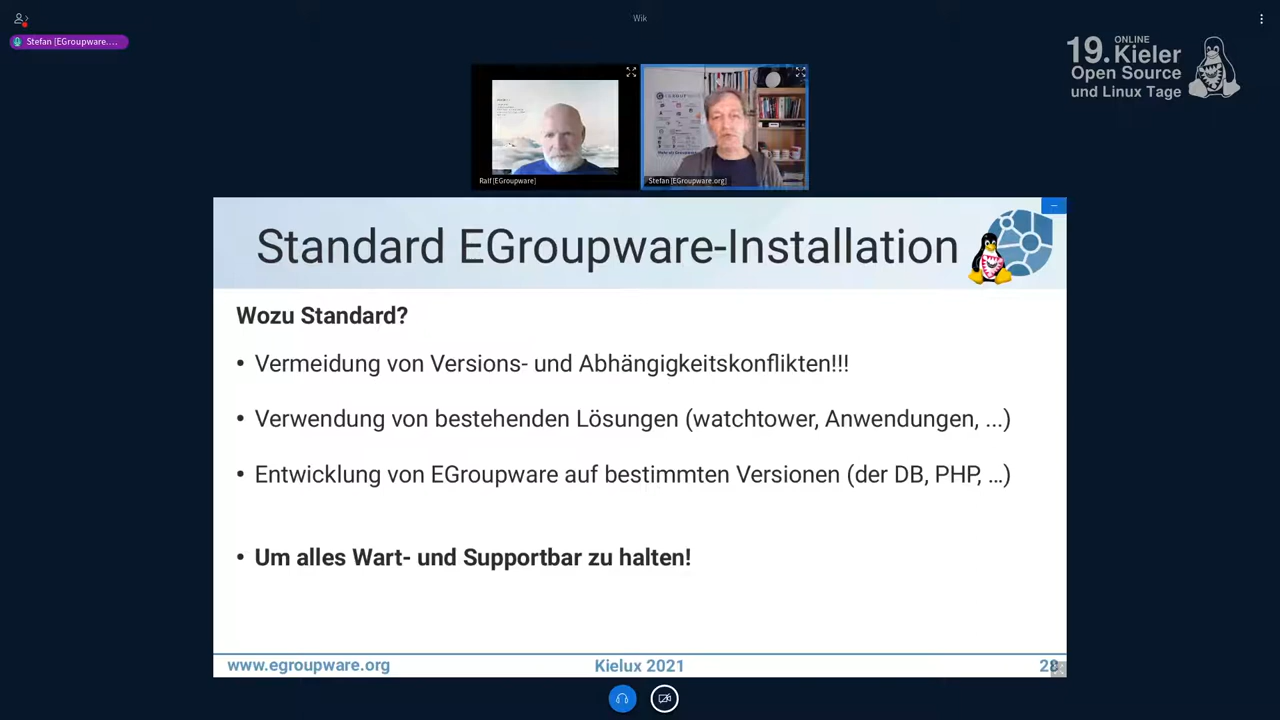 Wik
Stefan [EGroupware....
19. ONLINE Kieler
Open Source
und Linux Tage
Ralf [EGroupware]
Stefan [EGroupware.org]
Standard EGroupware-Installation
Wozu Standard?
• Vermeidung von Versions- und Abhängigkeitskonflikten!!!
• Verwendung von bestehenden Lösungen (watchtower, Anwendungen, ...)
• Entwicklung von EGroupware auf bestimmten Versionen (der DB, PHP, ...)
• Um alles Wart- und Supportbar zu halten!
www.egroupware.org
Kielux 2021
28